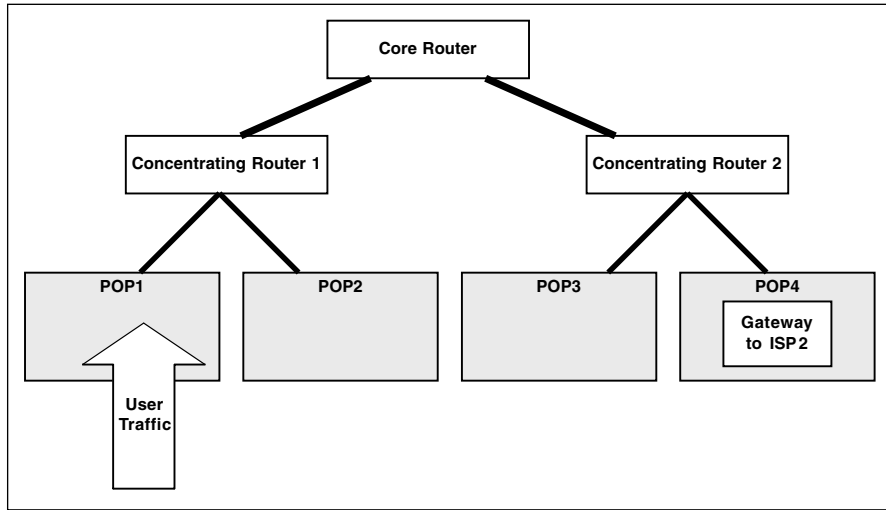 Core Router
Concentrating Router 1
Concentrating Router 2
POP1
POP2
POP3
POP4
Gateway
to ISP2
User
Traffic